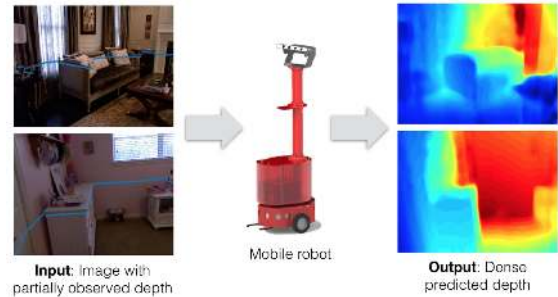 Mobile robot
Input: Image with
partially observed depth
Output: Dense
predicted depth